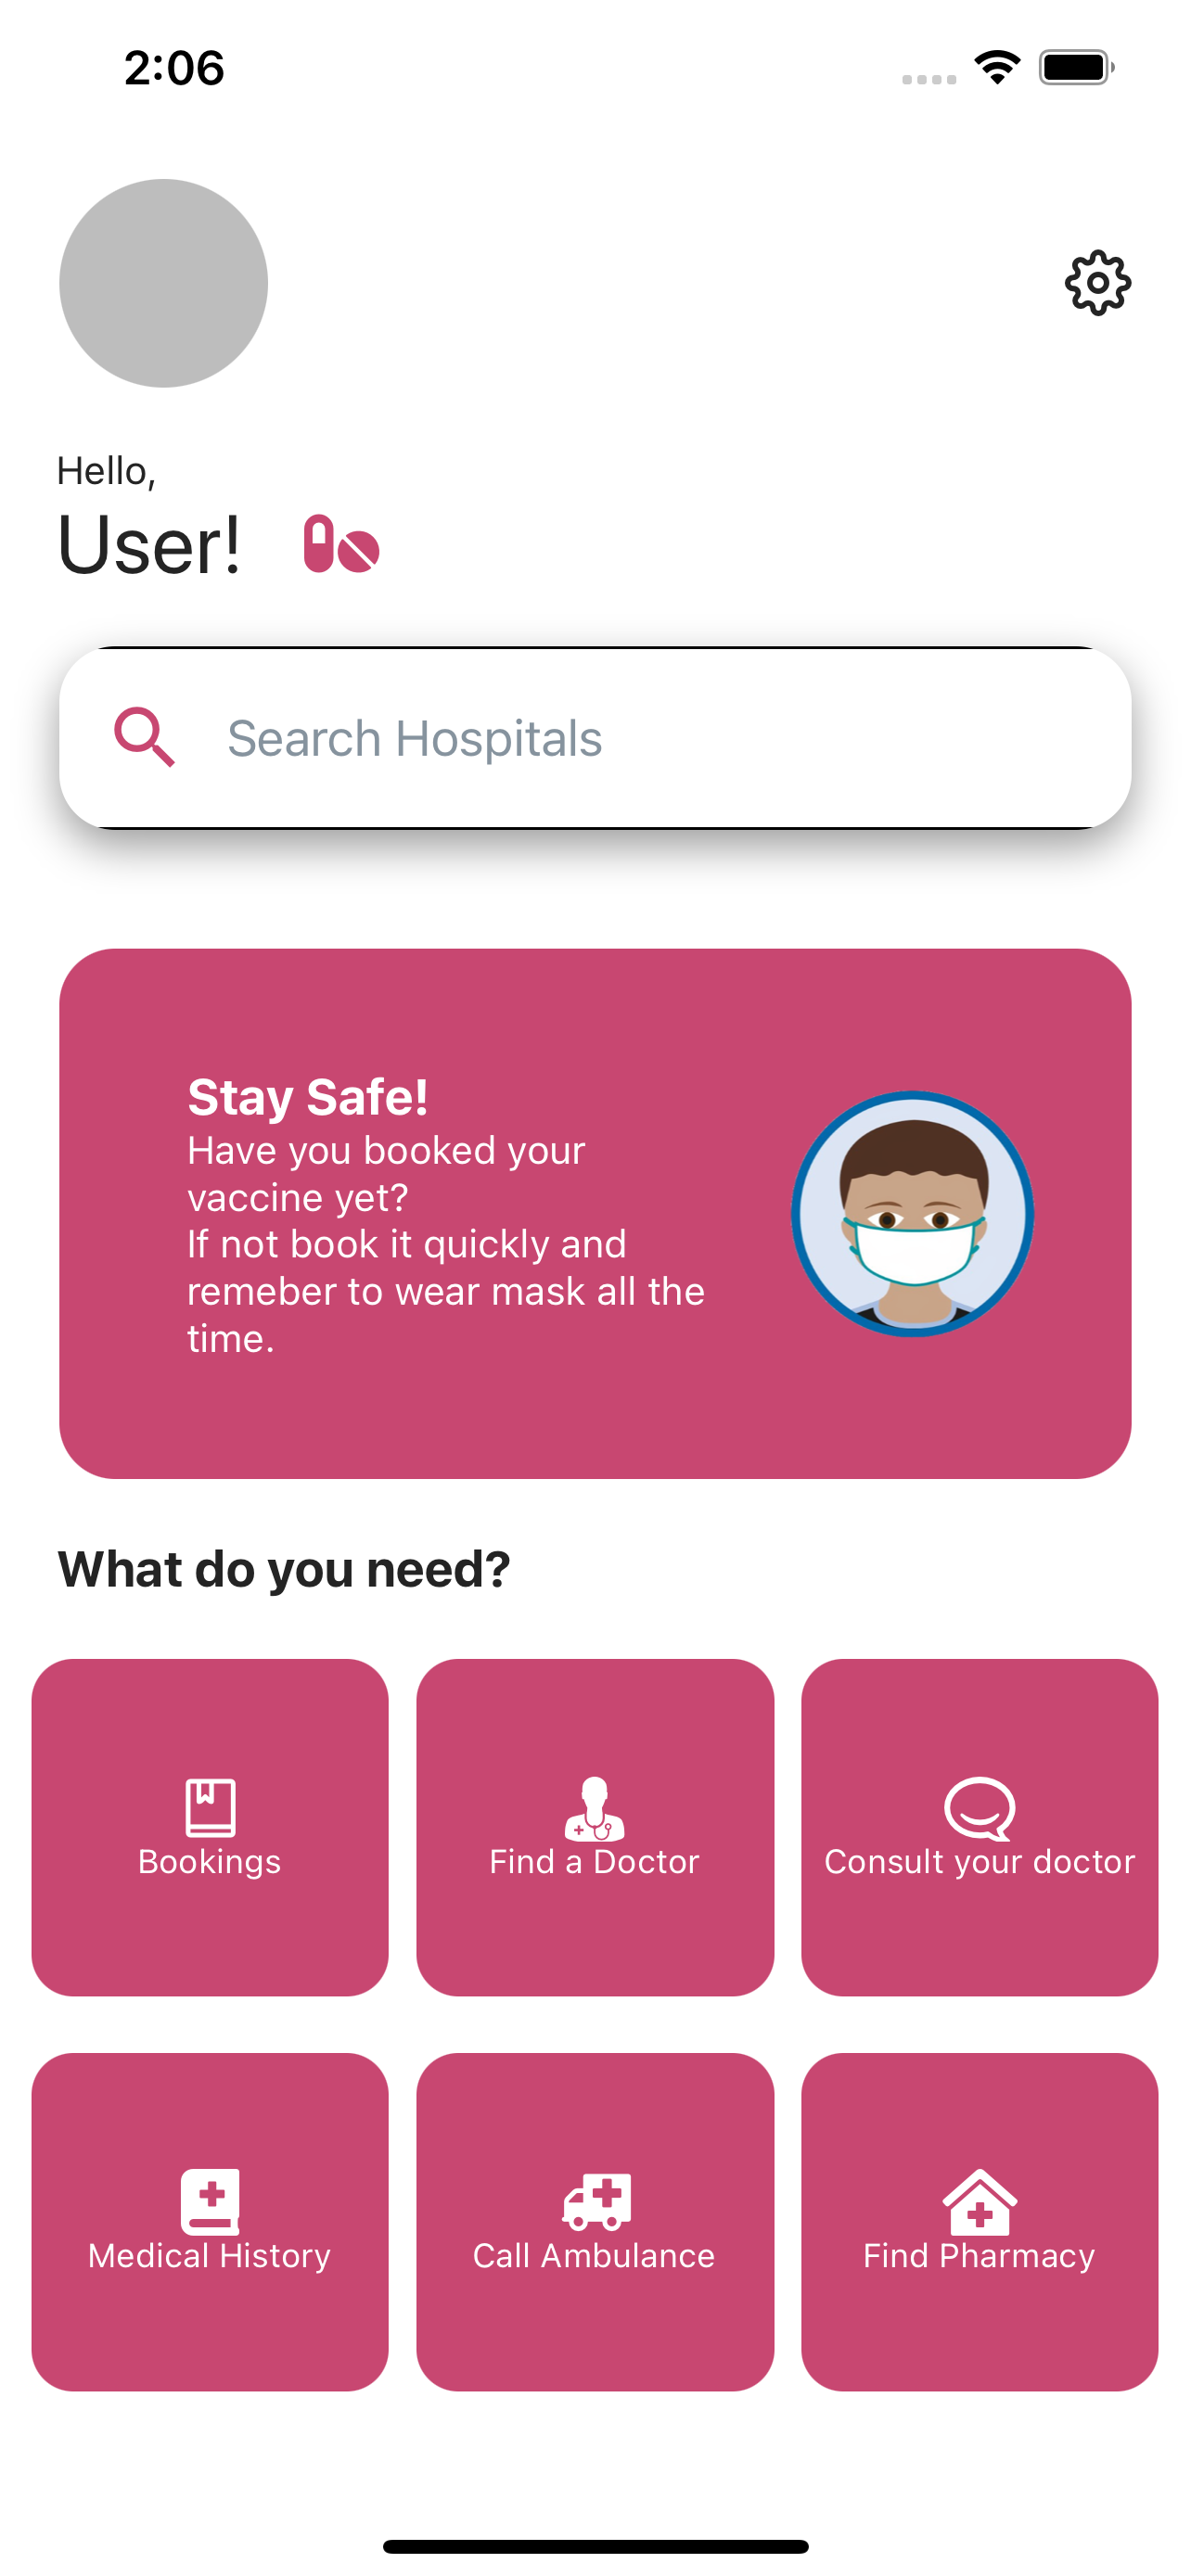 2:06
Hello,
User!
Search Hospitals
Stay Safe!
Have you booked your
vaccine yet?
If not book it quickly and
remeber to wear mask all the
time.
What do you need?
Bookings
Find a Doctor
Consult your doctor
Medical History
Call Ambulance
Find Pharmacy